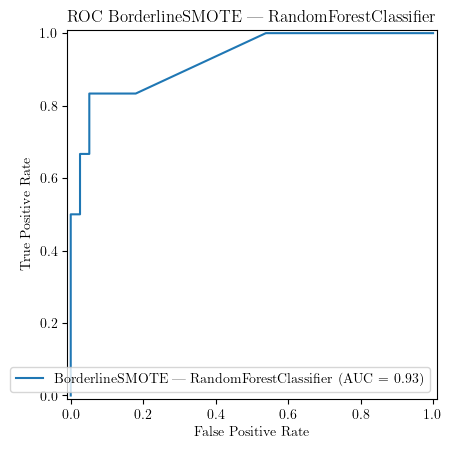 ROC BorderlineSMOTE — RandomForestClassifier
1.0
0.8
0.6
0.4
0.2
0.0
True Positive Rate
BorderlineSMOTE — RandomForestClassifier (AUC = 0.93)
0.0 0.2 0.4 0.6 0.8 1.0
False Positive Rate